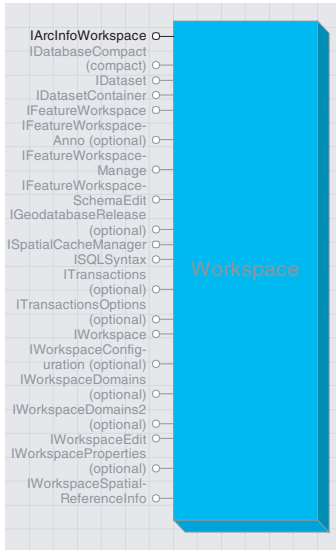 IArcInfoWorkspace
IDatabaseCompact
(compact)
IDataset
IDatasetContainer
IFeatureWorkspace
IFeatureWorkspace-
Anno (optional)
IFeatureWorkspace-
Manage
IFeatureWorkspace-
SchemaEdit
IGeodatabaseRelease
(optional)
ISpatialCacheManager
ISQLSyntax
ITransactions
(optional)
ITransactionsOptions
(optional)
IWorkspace
IWorkspaceConfig-
uration (optional)
IWorkspaceDomains
(optional)
IWorkspaceDomains2
(optional)
IWorkspaceEdit
IWorkspaceProperties
(optional)
IWorkspaceSpatial-
ReferenceInfo
Workspace